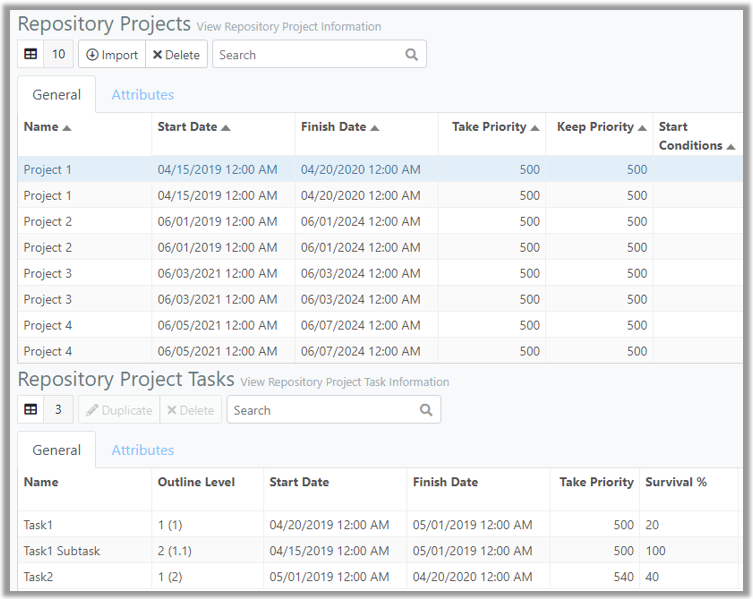 Repository Projects View Repository Project Information
10 Import Delete Search
General Attributes
Name Start Date Finish Date Take Priority Keep Priority Start
Conditions
Project 1 04/15/2019 12:00 AM 04/20/2020 12:00 AM 500 500
Project 1 04/15/2019 12:00 AM 04/20/2020 12:00 AM 500 500
Project 2 06/01/2019 12:00 AM 06/01/2024 12:00 AM 500 500
Project 2 06/01/2019 12:00 AM 06/01/2024 12:00 AM 500 500
Project 3 06/03/2021 12:00 AM 06/03/2024 12:00 AM 500 500
Project 3 06/03/2021 12:00 AM 06/03/2024 12:00 AM 500 500
Project 4 06/05/2021 12:00 AM 06/07/2024 12:00 AM 500 500
Project 4 06/05/2021 12:00 AM 06/07/2024 12:00 AM 500 500
Repository Project Tasks View Repository Project Task Information
3 Duplicate Delete Search
General Attributes
Name Outline Level Start Date Finish Date Take Priority Survival %
Task1 1 (1) 04/20/2019 12:00 AM 05/01/2019 12:00 AM 500 20
Task1 Subtask 2 (1.1) 04/15/2019 12:00 AM 05/01/2019 12:00 AM 500 100
Task2 1 (2) 05/01/2019 12:00 AM 04/20/2020 12:00 AM 540 40